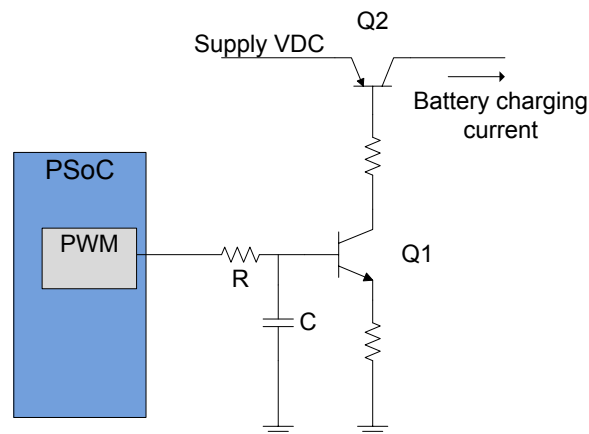 Q2
Supply VDC
Battery charging
current
PSoC
PWM
Q1
R
C